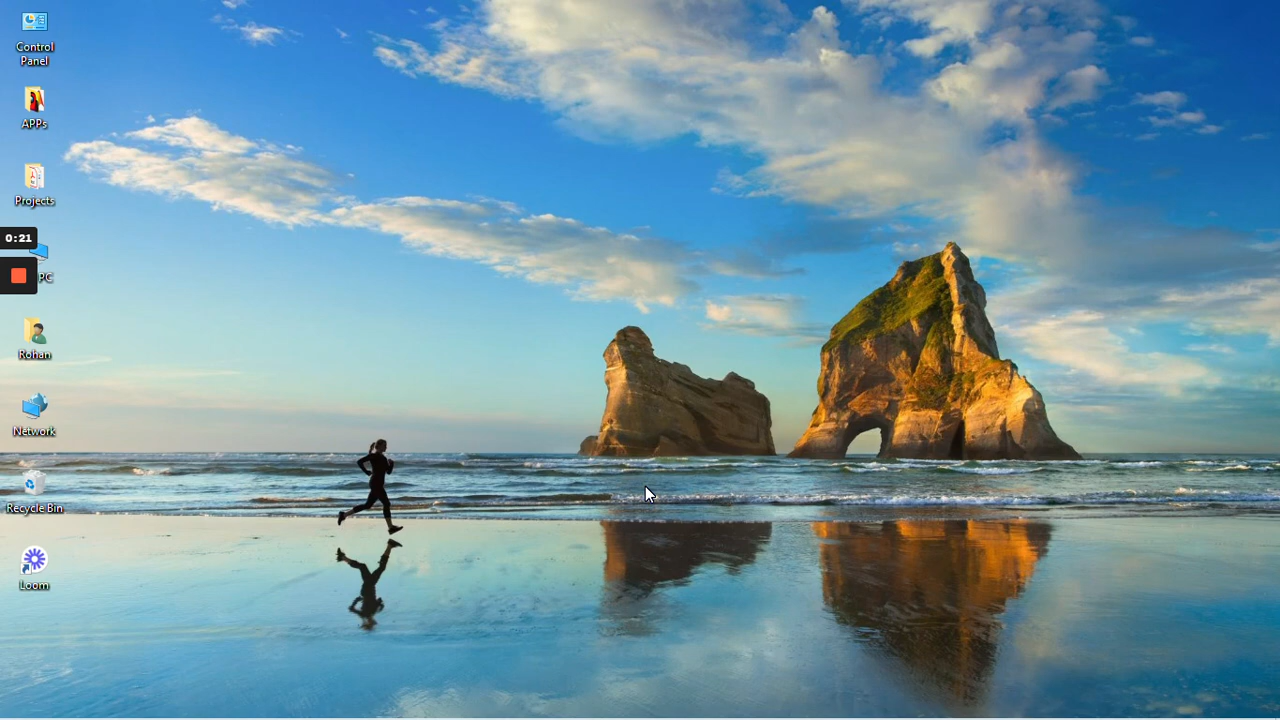 Control
Panel
APPs
Projects
0:21
PC
Rohan
Network
Recycle Bin
Loom